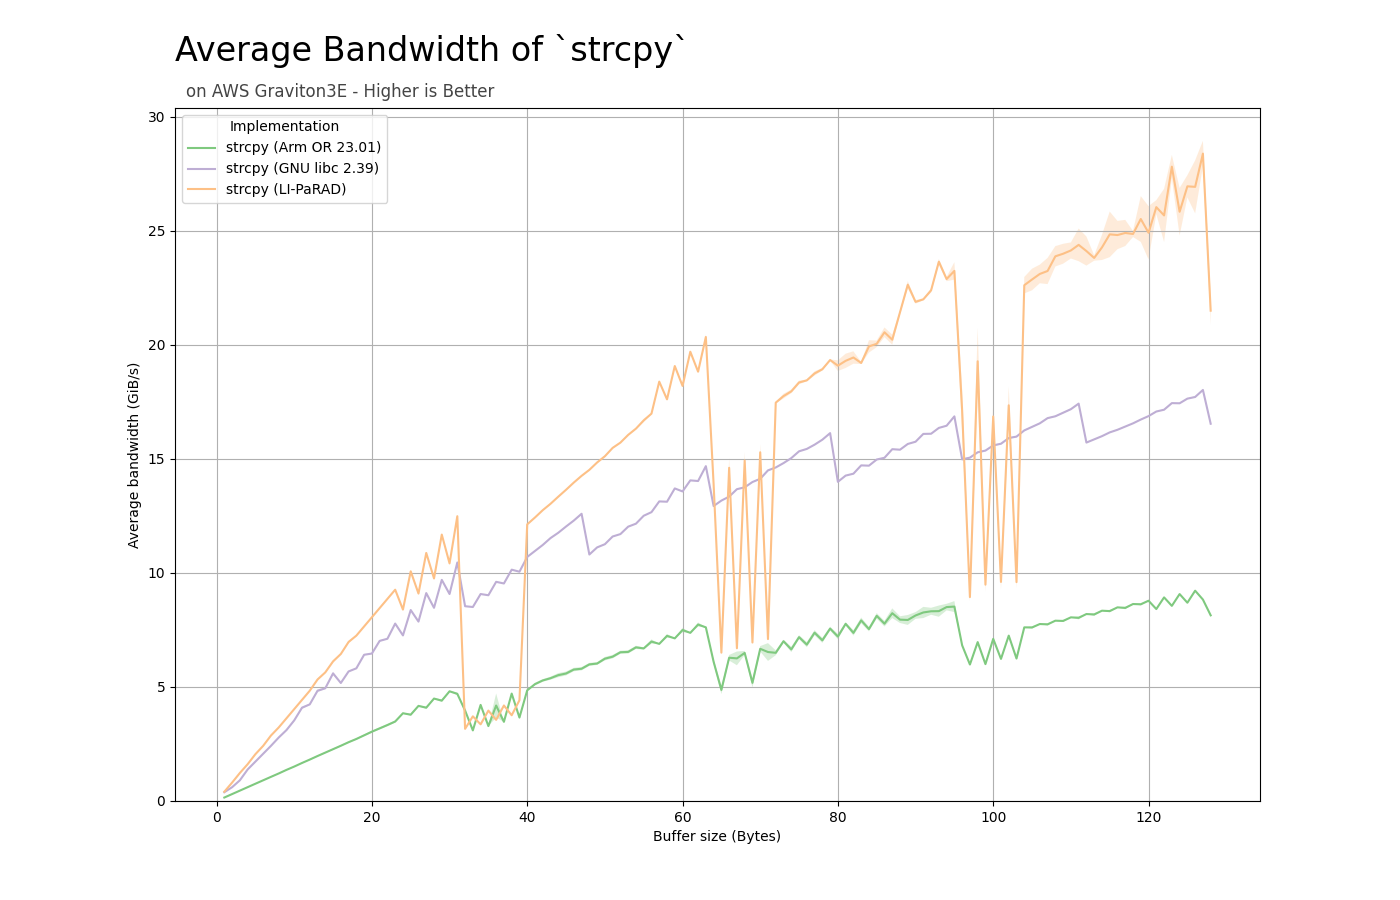 Average Bandwidth of `strcpy`
on AWS Graviton3E - Higher is Better
Implementation
strcpy (Arm OR 23.01)
strcpy (GNU libc 2.39)
strcpy (LI-PaRAD)
Average bandwidth (GiB/s)
30
25
20
15
10
5
0
0 20 40 60 80 100 120
Buffer size (Bytes)